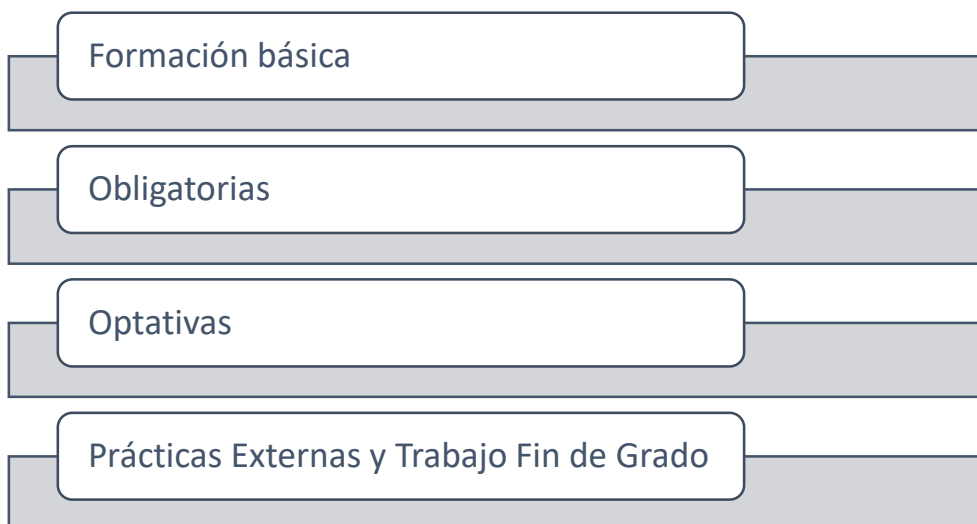 Formación básica
Obligatorias
Optativas
Prácticas Externas y Trabajo Fin de Grado